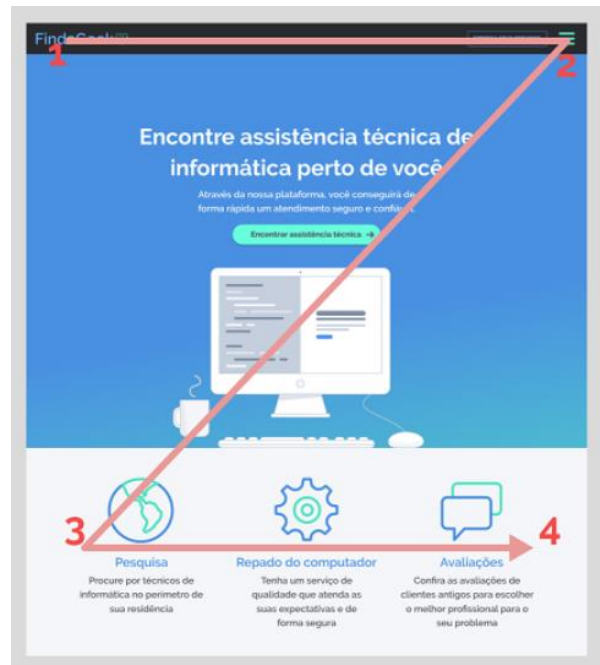 FindaGeek
1
2
Encontre assistência técnica de
informática perto de você
Através da nossa plataforma, você conseguirá de
forma rápida um atendimento seguro e confiável.
Encontrar assistência técnica
3
4
Pesquisa
Procure por técnicos de
informática no perimetro de
sua residência
Repado do computador
Tenha um serviço de
qualidade que atenda as
suas expectativas e de
forma segura
Avaliações
Confira as avaliações de
clientes antigos para escolher
o melhor profissional para o
seu problema